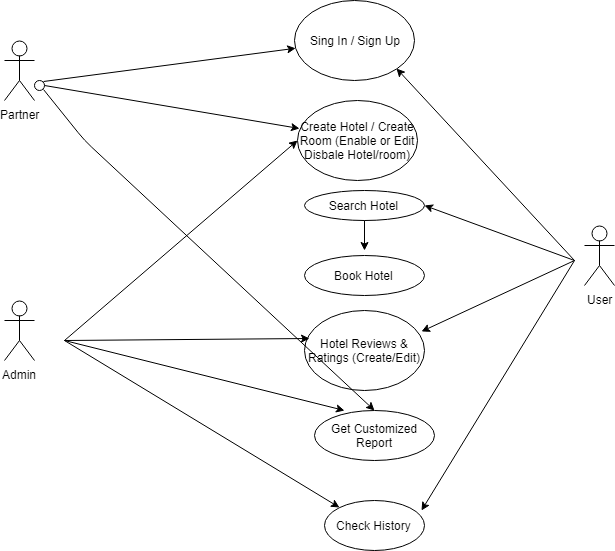 Sing In / Sign Up
Partner
Create Hotel / Create
Room (Enable or Edit
Disbale Hotel/room)
Search Hotel
Book Hotel
User
Admin
Hotel Reviews &
Ratings (Create/Edit)
Get Customized
Report
Check History